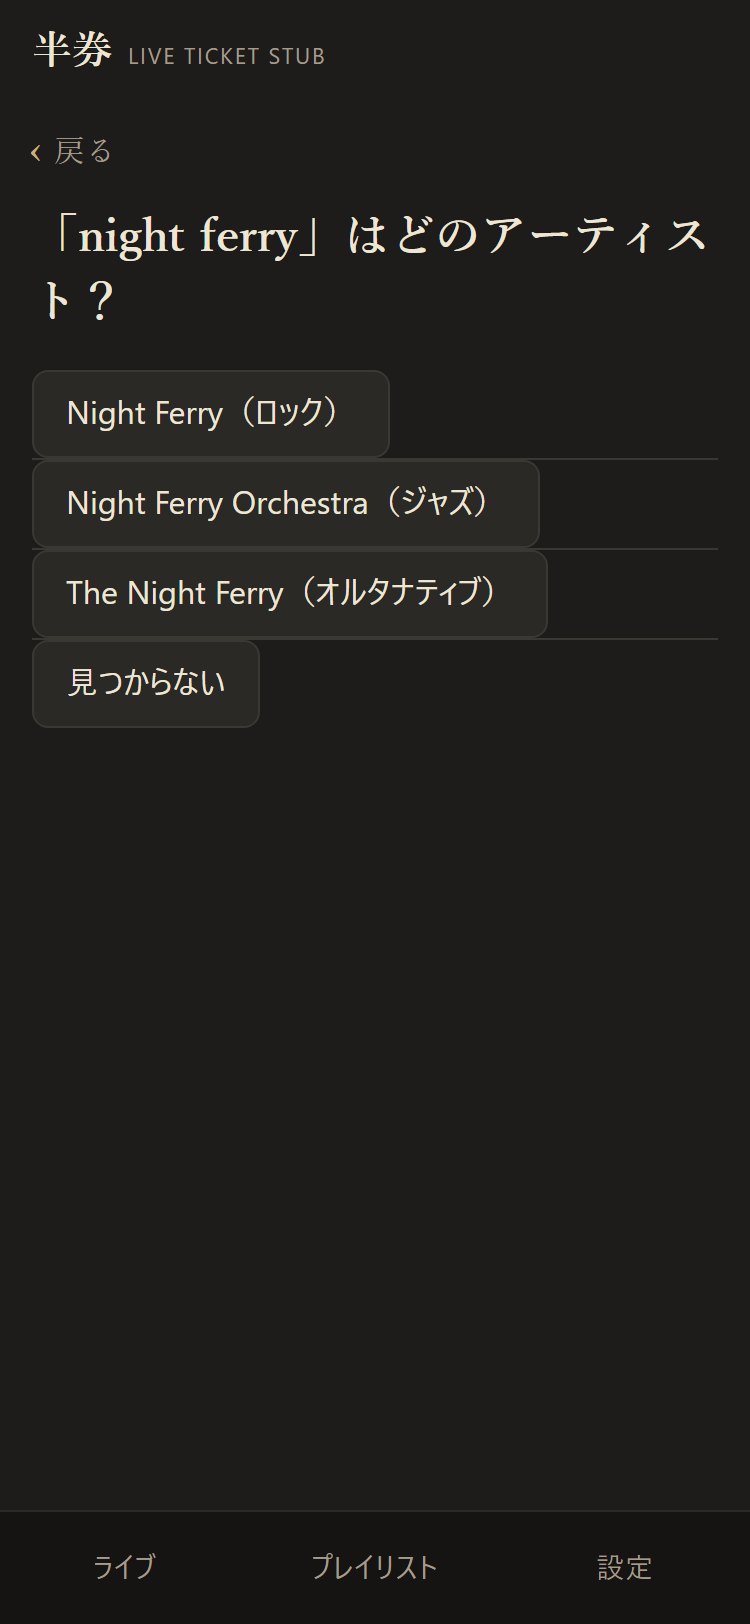 半券 LIVE TICKET STUB
‹ 戻る
「night ferry」はどのアーティス
ト？
Night Ferry（ロック）
Night Ferry Orchestra（ジャズ）
The Night Ferry（オルタナティブ）
見つからない
ライブ プレイリスト 設定